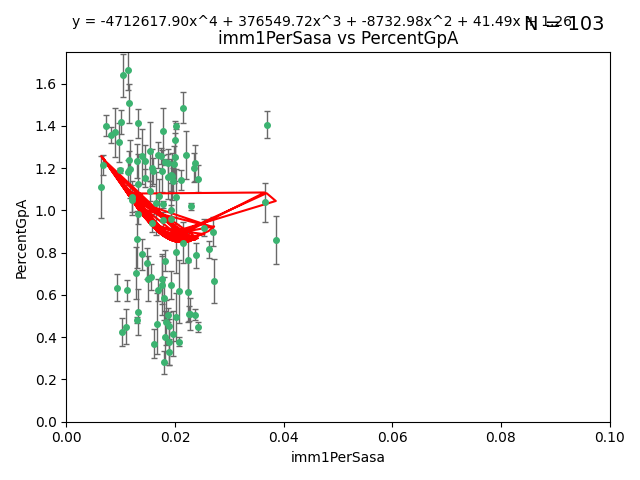 y = -4712617.90x^4 + 376549.72x^3 + -8732.98x^2 + 41.49x + 1.26
N = 103
imm1PerSasa vs PercentGpA
PercentGpA
1.6
1.4
1.2
1.0
0.8
0.6
0.4
0.2
0.0
0.00 0.02 0.04 0.06 0.08 0.10
imm1PerSasa